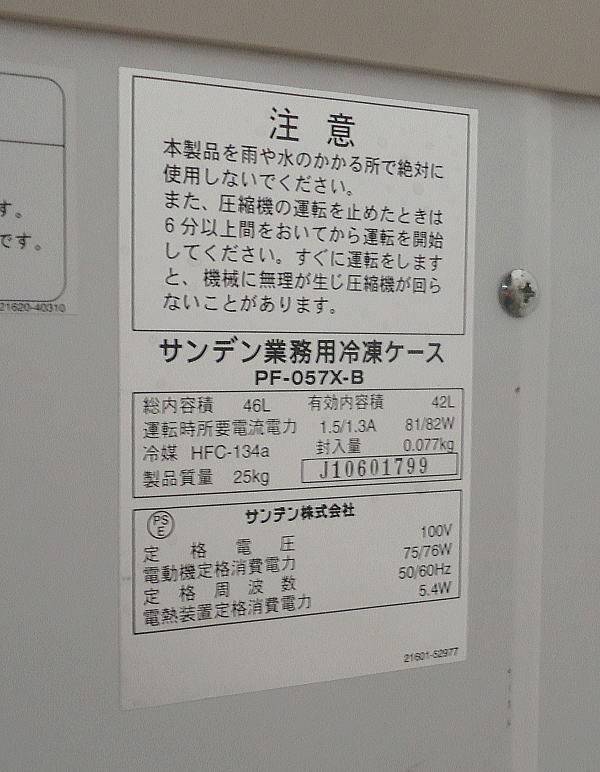 注意
本製品を雨や水のかかる所で絶対に
使用しないでください。
また、圧縮機の運転を止めたときは
6分以上間をおいてから運転を開始
してください。すぐに運転をします
と、機械に無理が生じ圧縮機が回ら
ないことがあります。
サンデン業務用冷凍ケース
PF-057X-B
総内容積 46L 有効内容積 42L
運転時所要電流電力 1.5/1.3A 81/82W
冷媒 HFC-134a 封入量 0.077kg
製品質量 25kg J10601799
PSE サンデン株式会社
定格電圧 100V
電動機定格消費電力 75/76W
定格周波数 50/60Hz
電熱装置定格消費電力 5.4W
21601-52977
す。
です。
21620-40310